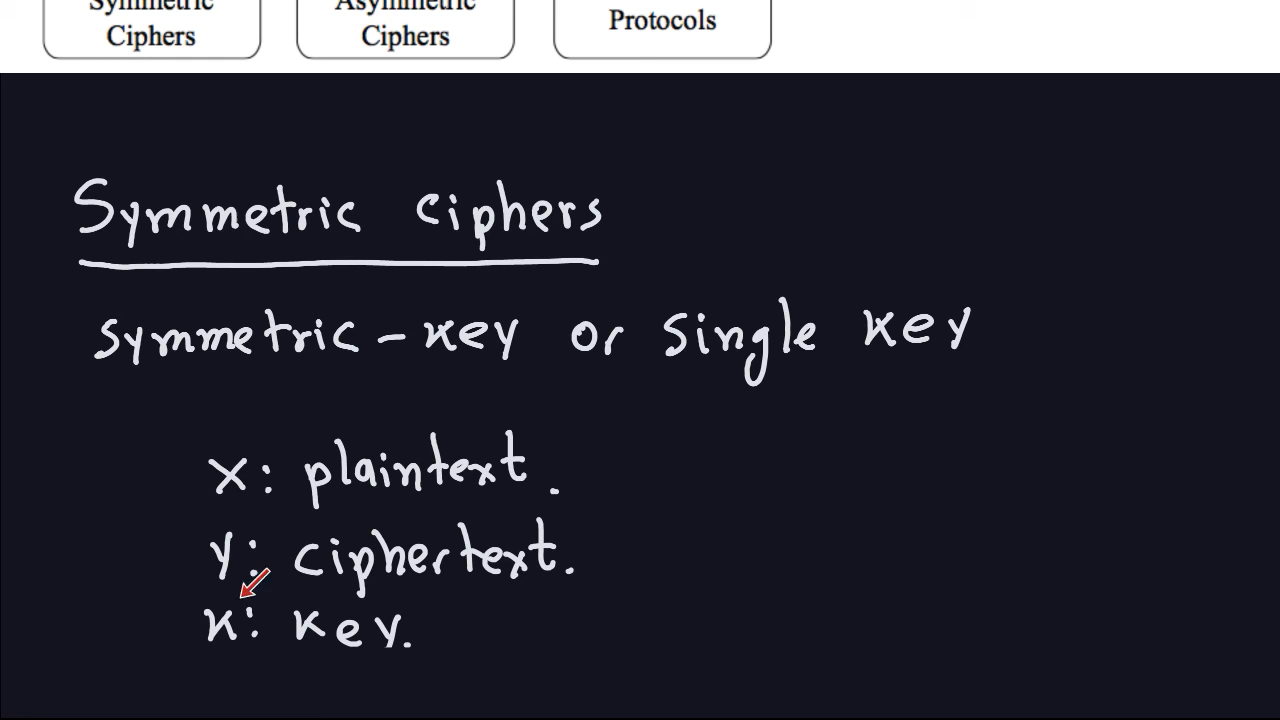 Symmetric Asymmetric Protocols
Ciphers Ciphers
Symmetric Ciphers
symmetric-key or single key
x: plaintext.
y: ciphertext.
k: key.